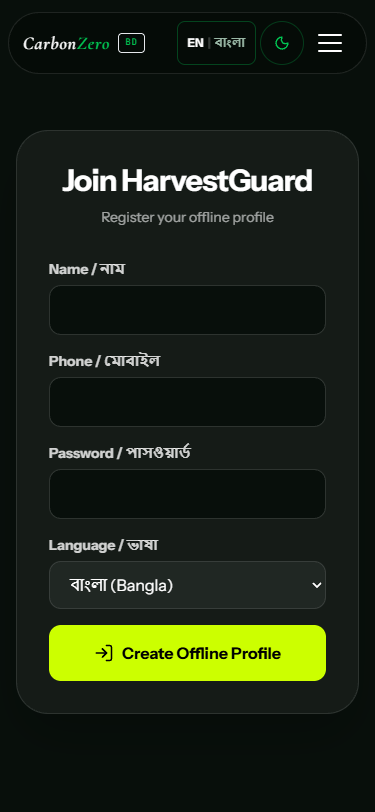 CarbonZero BD EN | বাংলা
Join HarvestGuard
Register your offline profile
Name / নাম
Phone / মোবাইল
Password / পাসওয়ার্ড
Language / ভাষা
বাংলা (Bangla)
Create Offline Profile